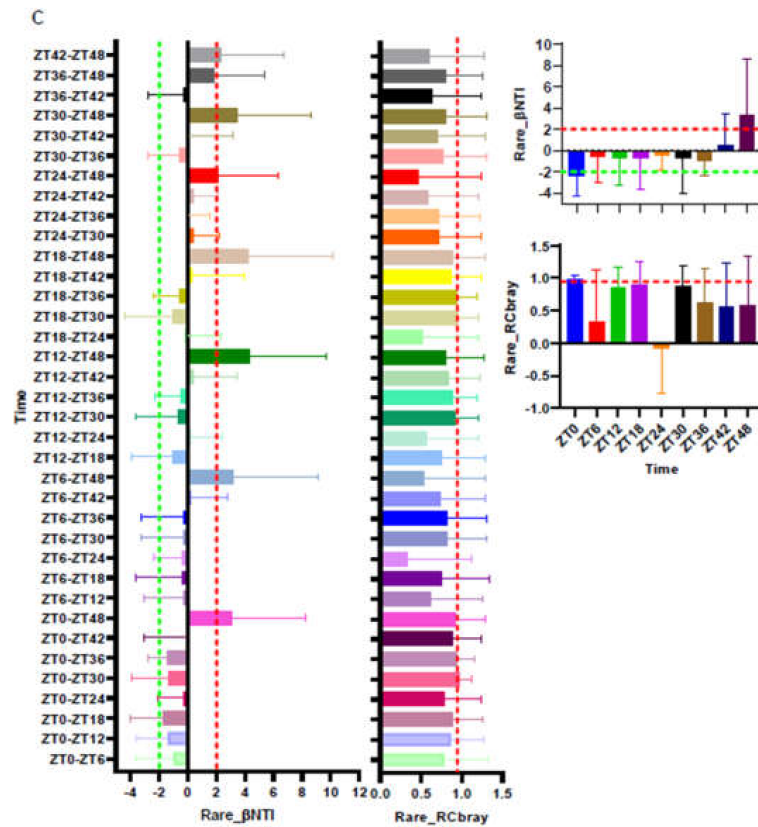 C
ZT42-ZT48
ZT36-ZT48
ZT36-ZT42
ZT30-ZT48
ZT30-ZT42
ZT30-ZT36
ZT24-ZT48
ZT24-ZT42
ZT24-ZT36
ZT24-ZT30
ZT18-ZT48
ZT18-ZT42
ZT18-ZT36
ZT18-ZT30
ZT18-ZT24
ZT12-ZT48
ZT12-ZT42
ZT12-ZT36
ZT12-ZT30
ZT12-ZT24
ZT12-ZT18
ZT6-ZT48
ZT6-ZT42
ZT6-ZT36
ZT6-ZT30
ZT6-ZT24
ZT6-ZT18
ZT6-ZT12
ZT0-ZT48
ZT0-ZT42
ZT0-ZT36
ZT0-ZT30
ZT0-ZT24
ZT0-ZT18
ZT0-ZT12
ZT0-ZT6
Time
-4 -2 0 2 4 6 8 10 12
Rare_βNTI
0.0 0.5 1.0 1.5
Rare_RCbray
10
8
6
4
2
0
-2
-4
Rare_βNTI
1.5
1.0
0.5
0.0
-0.5
-1.0
Rare_RCbray
ZT0 ZT6 ZT12 ZT18 ZT24 ZT30 ZT36 ZT42 ZT48
Time